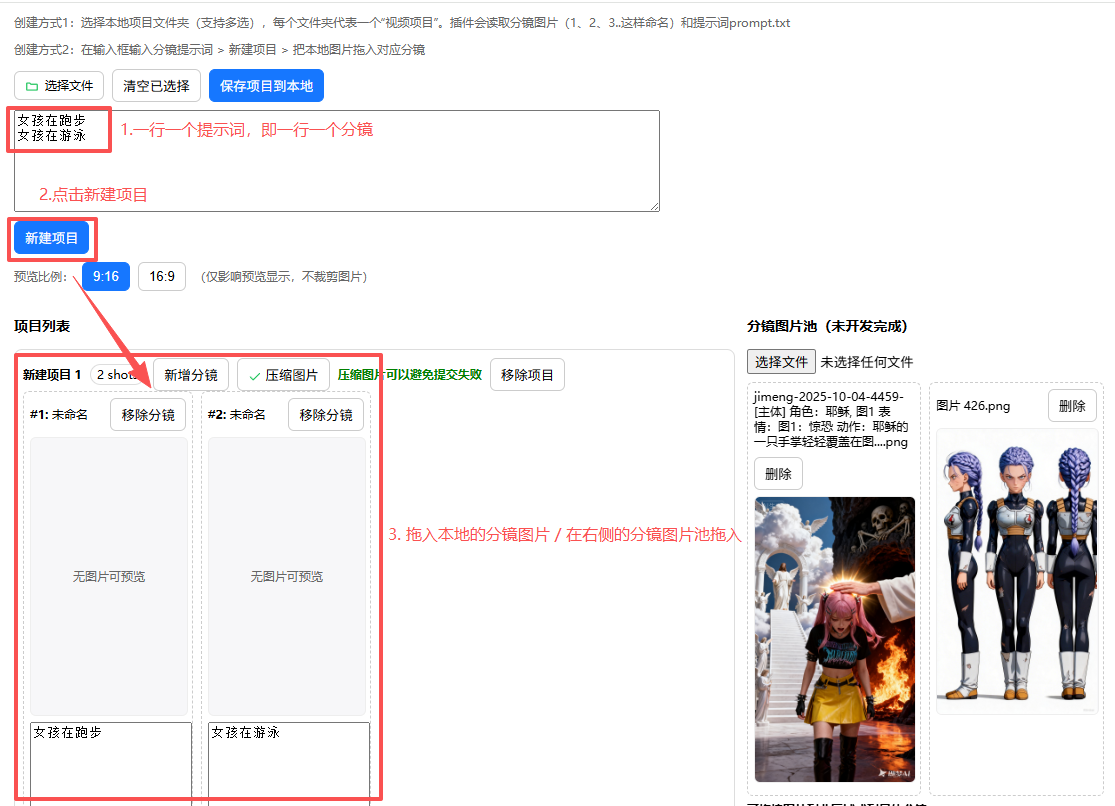 创建方式1：选择本地项目文件夹（支持多选），每个文件夹代表一个“视频项目”。插件会读取分镜图片（1、2、3..这样命名）和提示词prompt.txt
创建方式2：在输入框输入分镜提示词 > 新建项目 > 把本地图片拖入对应分镜
选择文件 清空已选择 保存项目到本地
女孩在跑步
女孩在游泳
1.一行一个提示词，即一行一个分镜
2.点击新建项目
新建项目
预览比例： 9:16 16:9 （仅影响预览显示，不裁剪图片）
项目列表
新建项目 1 2 shots 新增分镜 压缩图片 压缩图片可以避免提交失败 移除项目
#1: 未命名 移除分镜
#2: 未命名 移除分镜
无图片可预览
无图片可预览
女孩在跑步
女孩在游泳
3. 拖入本地的分镜图片 / 在右侧的分镜图片池拖入
分镜图片池（未开发完成）
选择文件 未选择任何文件
jimeng-2025-10-04-4459-
[主体] 角色：耶稣, 图1 表
情：图1：惊恐 动作：耶稣的
一只手掌轻轻覆盖在图....png
删除
图片 426.png 删除